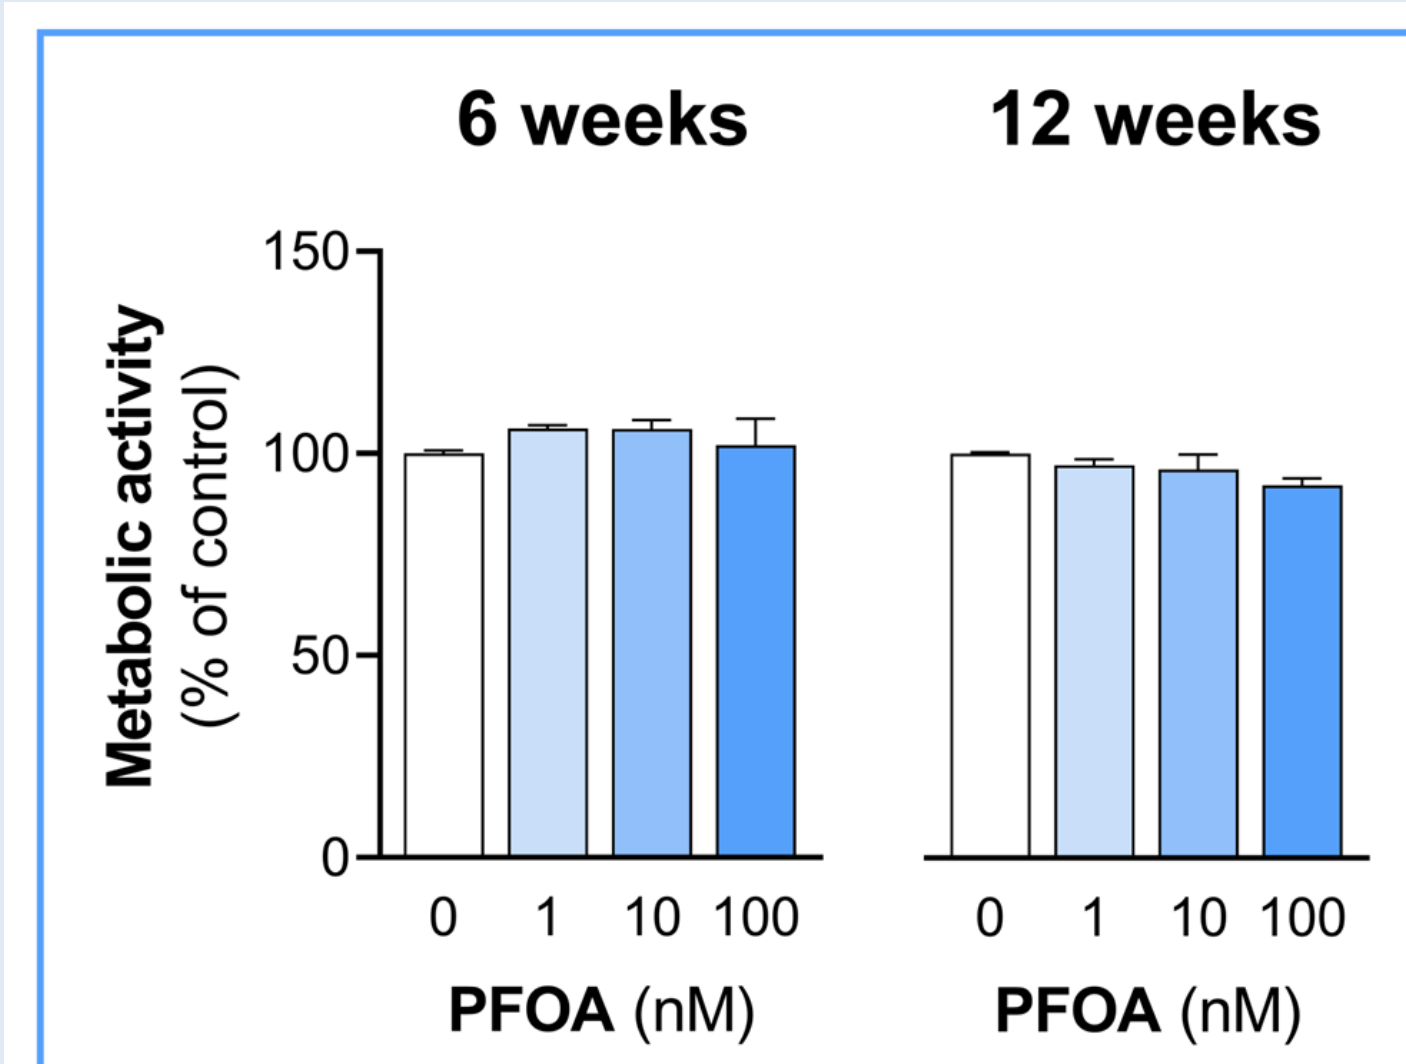 6 weeks
12 weeks
Metabolic activity
(% of control)
150
100
50
0
0 1 10 100
0 1 10 100
PFOA (nM)
PFOA (nM)